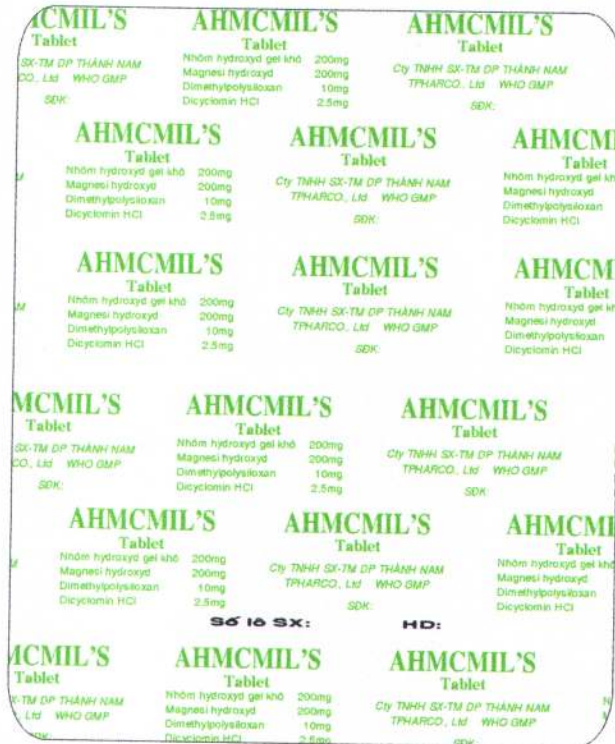 ICMIL'S
Tablet
SX-TM DP THÀNH NAM
CO., Ltd WHO GMP
SĐK:
AHMCMIL'S
Tablet
Nhôm hydroxyd gel khô 200mg
Magnesi hydroxyd 200mg
Dimethylpolysiloxan 10mg
Dicyclomin HCl 2.5mg
AHMCMIL'S
Tablet
Cty TNHH SX-TM DP THÀNH NAM
TPHARCO., Ltd WHO GMP
SĐK:
M
AHMCMIL'S
Tablet
Nhôm hydroxyd gel khô 200mg
Magnesi hydroxyd 200mg
Dimethylpolysiloxan 10mg
Dicyclomin HCl 2.5mg
AHMCMIL'S
Tablet
Cty TNHH SX-TM DP THÀNH NAM
TPHARCO., Ltd WHO GMP
SĐK:
AHMCMI
Tablet
Nhôm hydroxyd gel kh
Magnesi hydroxyd
Dimethylpolysiloxan
Dicyclomin HCl
M
AHMCMIL'S
Tablet
Nhôm hydroxyd gel khô 200mg
Magnesi hydroxyd 200mg
Dimethylpolysiloxan 10mg
Dicyclomin HCl 2.5mg
AHMCMIL'S
Tablet
Cty TNHH SX-TM DP THÀNH NAM
TPHARCO., Ltd WHO GMP
SĐK:
AHMCM
Tablet
Nhôm hydroxyd gel kh
Magnesi hydroxyd
Dimethylpolysiloxan
Dicyclomin HCl
MCMIL'S
Tablet
SX-TM DP THÀNH NAM
CO., Ltd WHO GMP
SĐK:
AHMCMIL'S
Tablet
Nhôm hydroxyd gel khô 200mg
Magnesi hydroxyd 200mg
Dimethylpolysiloxan 10mg
Dicyclomin HCl 2.5mg
AHMCMIL'S
Tablet
Cty TNHH SX-TM DP THÀNH NAM
TPHARCO., Ltd WHO GMP
SĐK:
M
AHMCMIL'S
Tablet
Nhôm hydroxyd gel khô 200mg
Magnesi hydroxyd 200mg
Dimethylpolysiloxan 10mg
Dicyclomin HCl 2.5mg
AHMCMIL'S
Tablet
Cty TNHH SX-TM DP THÀNH NAM
TPHARCO., Ltd WHO GMP
SĐK:
AHMCMI
Tablet
Nhôm hydroxyd gel khô
Magnesi hydroxyd
Dimethylpolysiloxan
Dicyclomin HCl
Số lô SX: HD:
MCMIL'S
Tablet
X-TM DP THÀNH NAM
, Ltd WHO GMP
SĐK:
AHMCMIL'S
Tablet
Nhôm hydroxyd gel khô 200mg
Magnesi hydroxyd 200mg
Dimethylpolysiloxan 10mg
Dicyclomin HCl 2.5mg
AHMCMIL'S
Tablet
Cty TNHH SX-TM DP THÀNH NAM
TPHARCO., Ltd WHO GMP
SĐK: